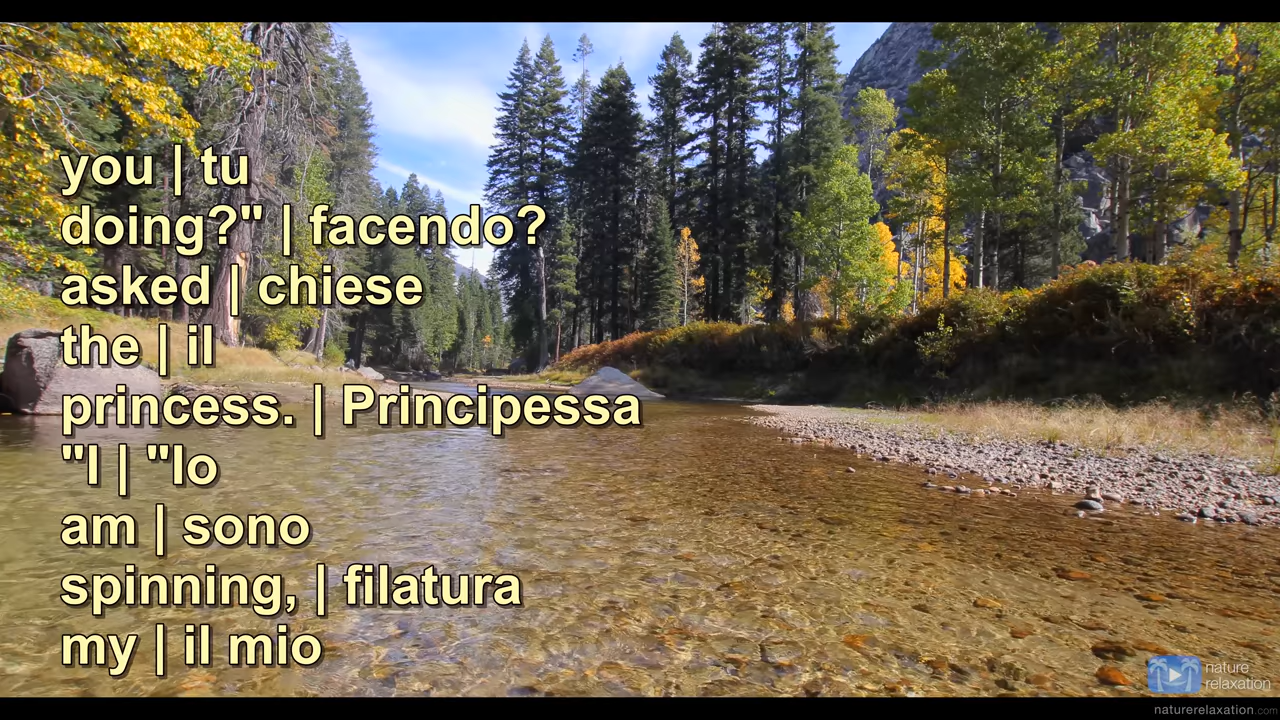 you | tu
doing?" | facendo?
asked | chiese
the | il
princess. | Principessa
"I | "Io
am | sono
spinning, | filatura
my | il mio
nature
relaxation
naturerelaxation.com